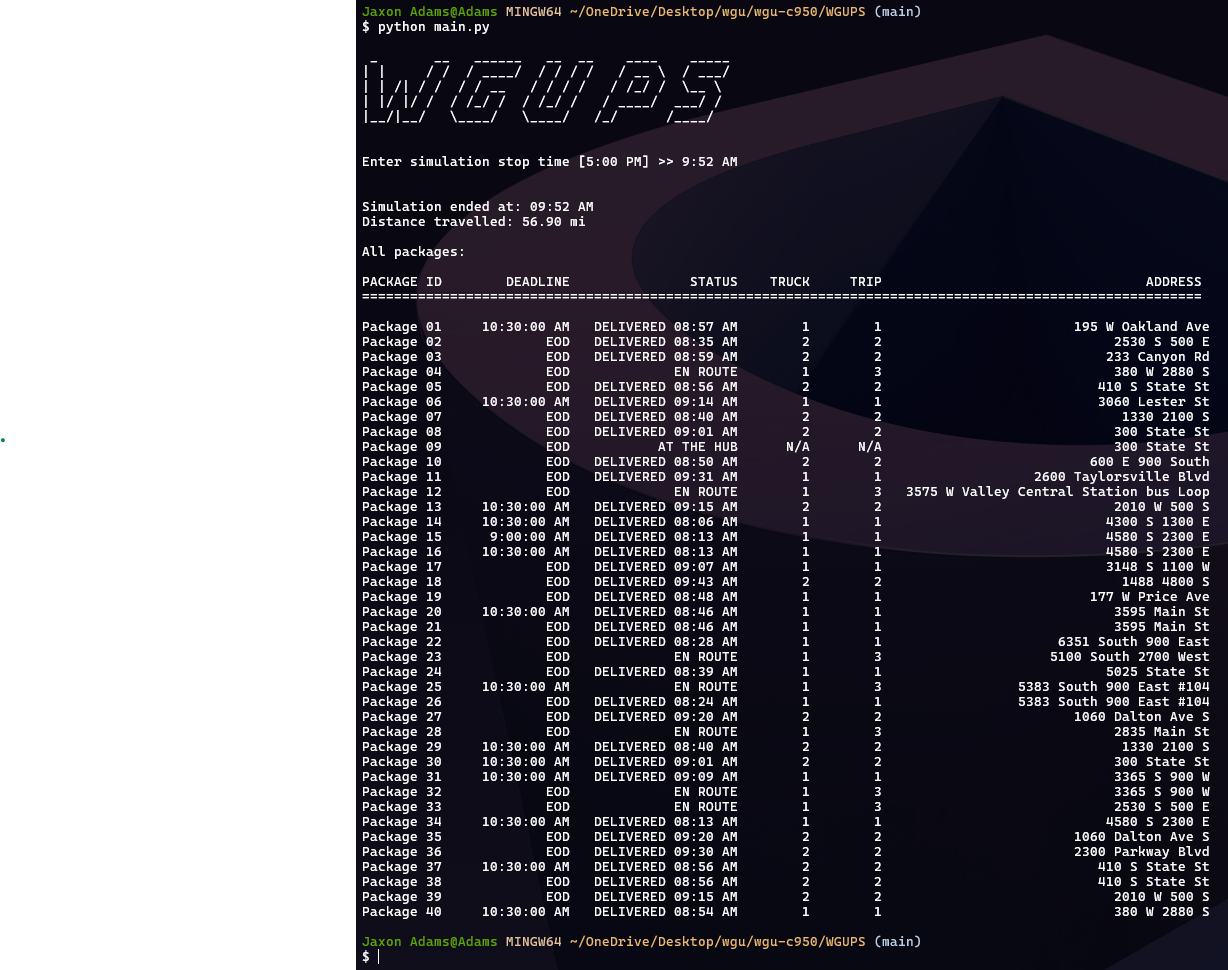 Jaxon Adams@Adams MINGW64 ~/OneDrive/Desktop/wgu/wgu-c950/WGUPS (main)
$ python main.py
WGUPS
Enter simulation stop time [5:00 PM] >> 9:52 AM
Simulation ended at: 09:52 AM
Distance travelled: 56.90 mi
All packages:
PACKAGE ID DEADLINE STATUS TRUCK TRIP ADDRESS
=========================================================================================================
Package 01 10:30:00 AM DELIVERED 08:57 AM 1 1 195 W Oakland Ave
Package 02 EOD DELIVERED 08:35 AM 2 2 2530 S 500 E
Package 03 EOD DELIVERED 08:59 AM 2 2 233 Canyon Rd
Package 04 EOD EN ROUTE 1 3 380 W 2880 S
Package 05 EOD DELIVERED 08:56 AM 2 2 410 S State St
Package 06 10:30:00 AM DELIVERED 09:14 AM 1 1 3060 Lester St
Package 07 EOD DELIVERED 08:40 AM 2 2 1330 2100 S
Package 08 EOD DELIVERED 09:01 AM 2 2 300 State St
Package 09 EOD AT THE HUB N/A N/A 300 State St
Package 10 EOD DELIVERED 08:50 AM 2 2 600 E 900 South
Package 11 EOD DELIVERED 09:31 AM 1 1 2600 Taylorsville Blvd
Package 12 EOD EN ROUTE 1 3 3575 W Valley Central Station bus Loop
Package 13 10:30:00 AM DELIVERED 09:15 AM 2 2 2010 W 500 S
Package 14 10:30:00 AM DELIVERED 08:06 AM 1 1 4300 S 1300 E
Package 15 9:00:00 AM DELIVERED 08:13 AM 1 1 4580 S 2300 E
Package 16 10:30:00 AM DELIVERED 08:13 AM 1 1 4580 S 2300 E
Package 17 EOD DELIVERED 09:07 AM 1 1 3148 S 1100 W
Package 18 EOD DELIVERED 09:43 AM 2 2 1488 4800 S
Package 19 EOD DELIVERED 08:48 AM 1 1 177 W Price Ave
Package 20 10:30:00 AM DELIVERED 08:46 AM 1 1 3595 Main St
Package 21 EOD DELIVERED 08:46 AM 1 1 3595 Main St
Package 22 EOD DELIVERED 08:28 AM 1 1 6351 South 900 East
Package 23 EOD EN ROUTE 1 3 5100 South 2700 West
Package 24 EOD DELIVERED 08:39 AM 1 1 5025 State St
Package 25 10:30:00 AM EN ROUTE 1 3 5383 South 900 East #104
Package 26 EOD DELIVERED 08:24 AM 1 1 5383 South 900 East #104
Package 27 EOD DELIVERED 09:20 AM 2 2 1060 Dalton Ave S
Package 28 EOD EN ROUTE 1 3 2835 Main St
Package 29 10:30:00 AM DELIVERED 08:40 AM 2 2 1330 2100 S
Package 30 10:30:00 AM DELIVERED 09:01 AM 2 2 300 State St
Package 31 10:30:00 AM DELIVERED 09:09 AM 1 1 3365 S 900 W
Package 32 EOD EN ROUTE 1 3 3365 S 900 W
Package 33 EOD EN ROUTE 1 3 2530 S 500 E
Package 34 10:30:00 AM DELIVERED 08:13 AM 1 1 4580 S 2300 E
Package 35 EOD DELIVERED 09:20 AM 2 2 1060 Dalton Ave S
Package 36 EOD DELIVERED 09:30 AM 2 2 2300 Parkway Blvd
Package 37 10:30:00 AM DELIVERED 08:56 AM 2 2 410 S State St
Package 38 EOD DELIVERED 08:56 AM 2 2 410 S State St
Package 39 EOD DELIVERED 09:15 AM 2 2 2010 W 500 S
Package 40 10:30:00 AM DELIVERED 08:54 AM 1 1 380 W 2880 S
Jaxon Adams@Adams MINGW64 ~/OneDrive/Desktop/wgu/wgu-c950/WGUPS (main)
$